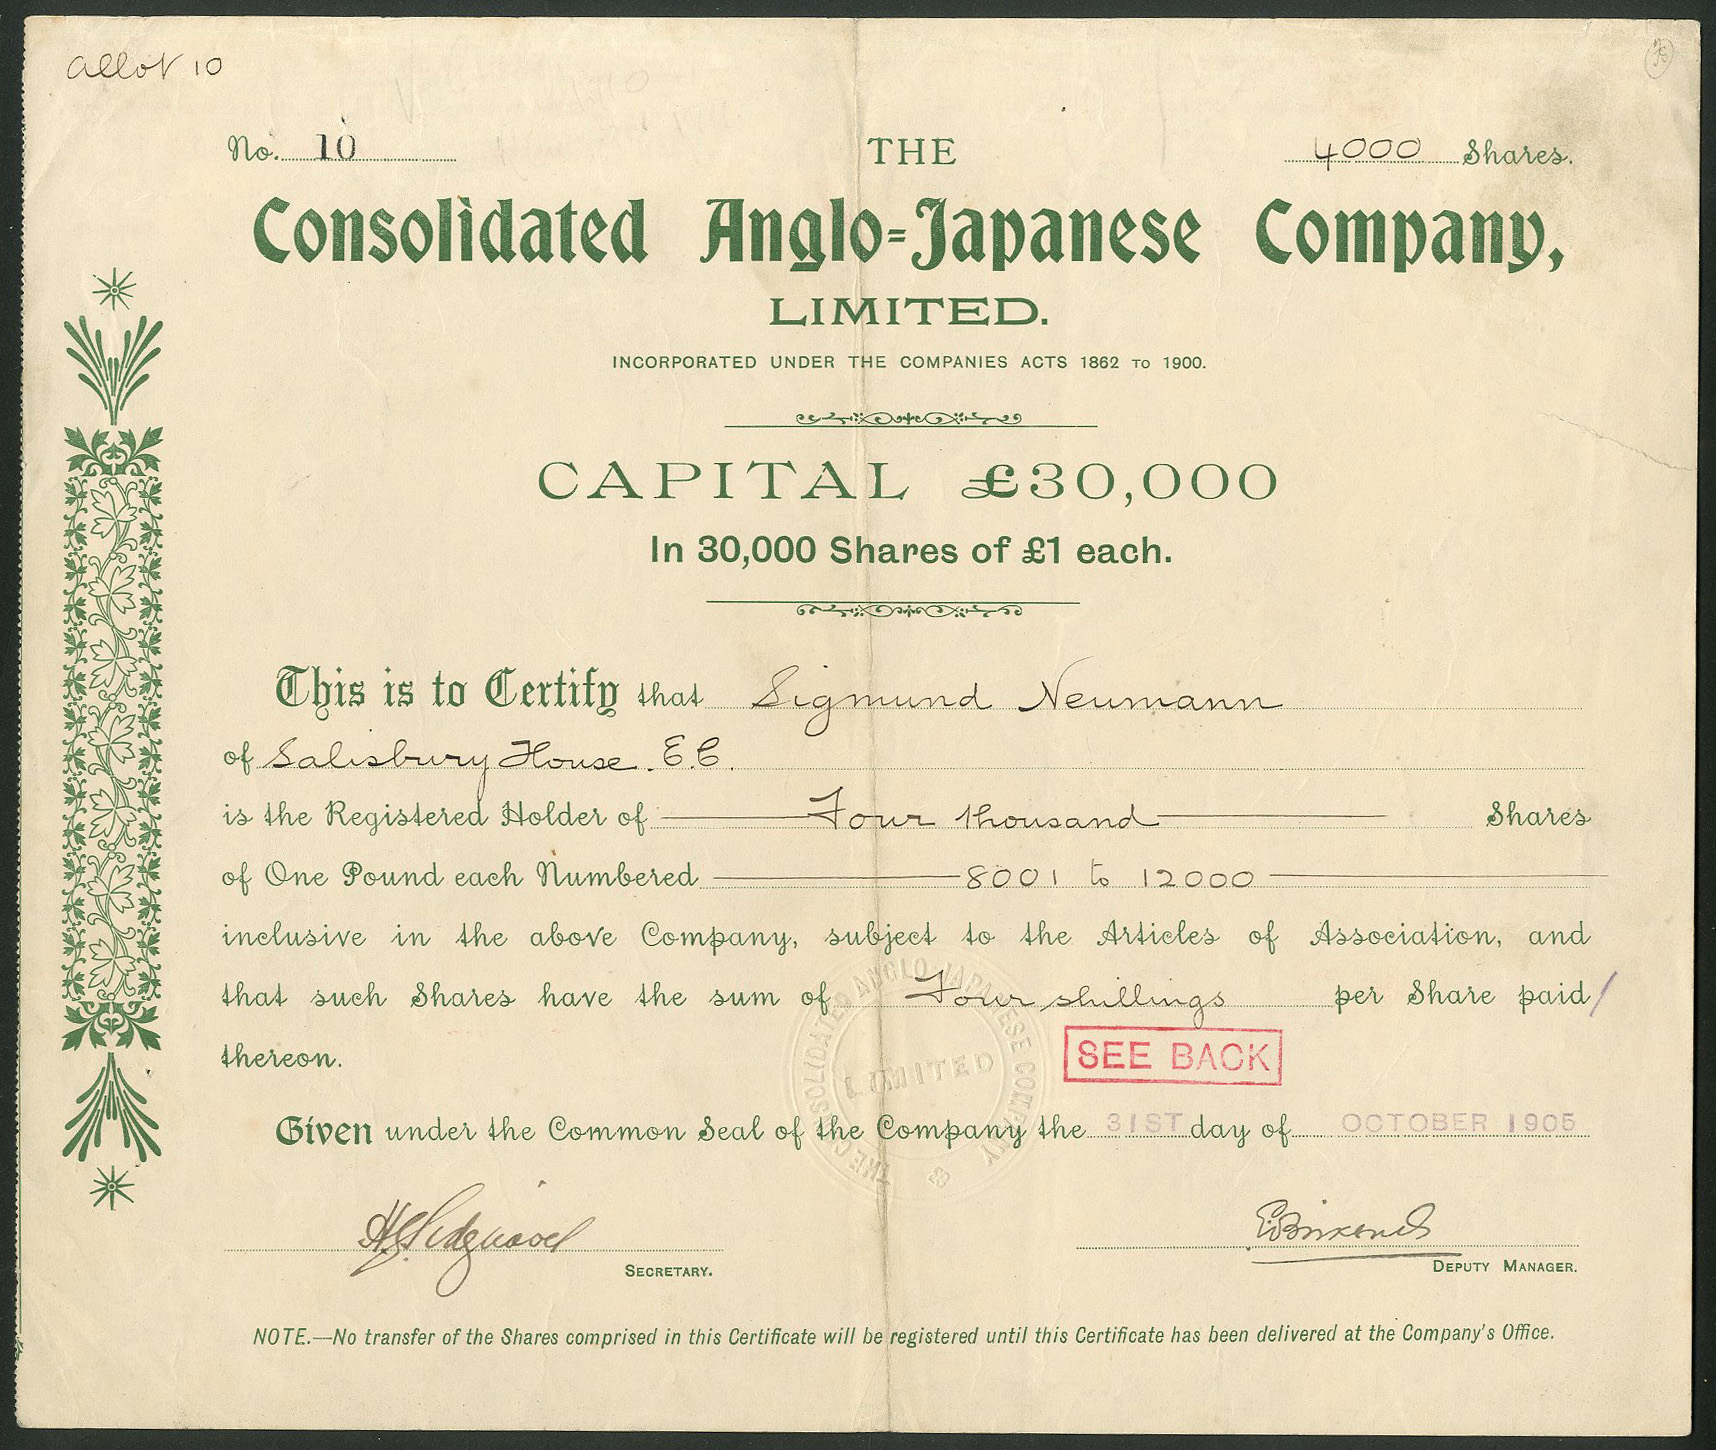 allot 10
No. 10
THE
4000 Shares.
Consolidated Anglo=Japanese Company,
LIMITED.
INCORPORATED UNDER THE COMPANIES ACTS 1862 TO 1900.
CAPITAL £30,000
In 30,000 Shares of £1 each.
This is to Certify that Sigmund Neumann
of Salisbury House. E.C.
is the Registered Holder of Four thousand Shares
of One Pound each Numbered 8001 to 12000
inclusive in the above Company, subject to the Articles of Association, and
that such Shares have the sum of Four shillings per Share paid
thereon.
SEE BACK
THE CONSOLIDATED ANGLO JAPANESE COMPANY
LIMITED
Given under the Common Seal of the Company the 31ST day of OCTOBER 1905
SECRETARY.
DEPUTY MANAGER.
NOTE.—No transfer of the Shares comprised in this Certificate will be registered until this Certificate has been delivered at the Company's Office.